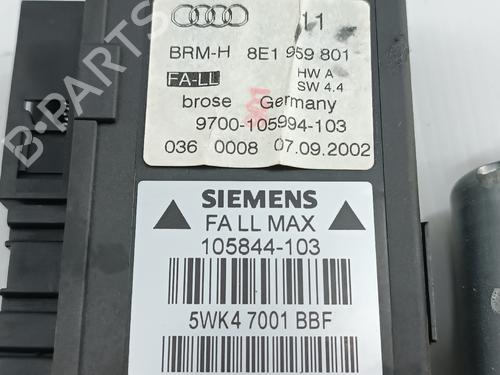 11
BRM-H 8E1 959 801
FA-LL HW A
SW 4.4
brose Germany
9700-105994-103
036 0008 07.09.2002
SIEMENS
FA LL MAX
105844-103
5WK4 7001 BBF
B-PARTS